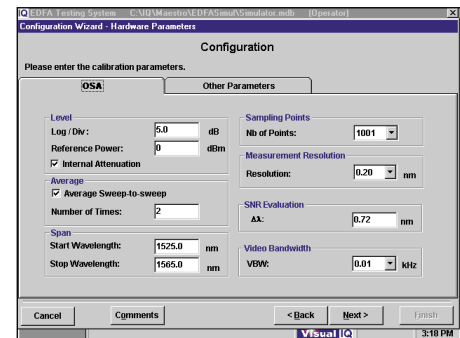 IQ EDFA Testing System C:\IQ\Maestro\EDFASimul\Simulator.mdb [Operator] X
Configuration Wizard - Hardware Parameters
Configuration
Please enter the calibration parameters.
OSA Other Parameters
Level
Log / Div : 5.0 dB
Reference Power: 0 dBm
Internal Attenuation
Average
Average Sweep-to-sweep
Number of Times: 2
Span
Start Wavelength: 1525.0 nm
Stop Wavelength: 1565.0 nm
Sampling Points
Nb of Points: 1001
Measurement Resolution
Resolution: 0.20 nm
SNR Evaluation
Δλ: 0.72 nm
Video Bandwidth
VBW: 0.01 kHz
Cancel Comments < Back Next > Finish
Visual IQ 3:18 PM